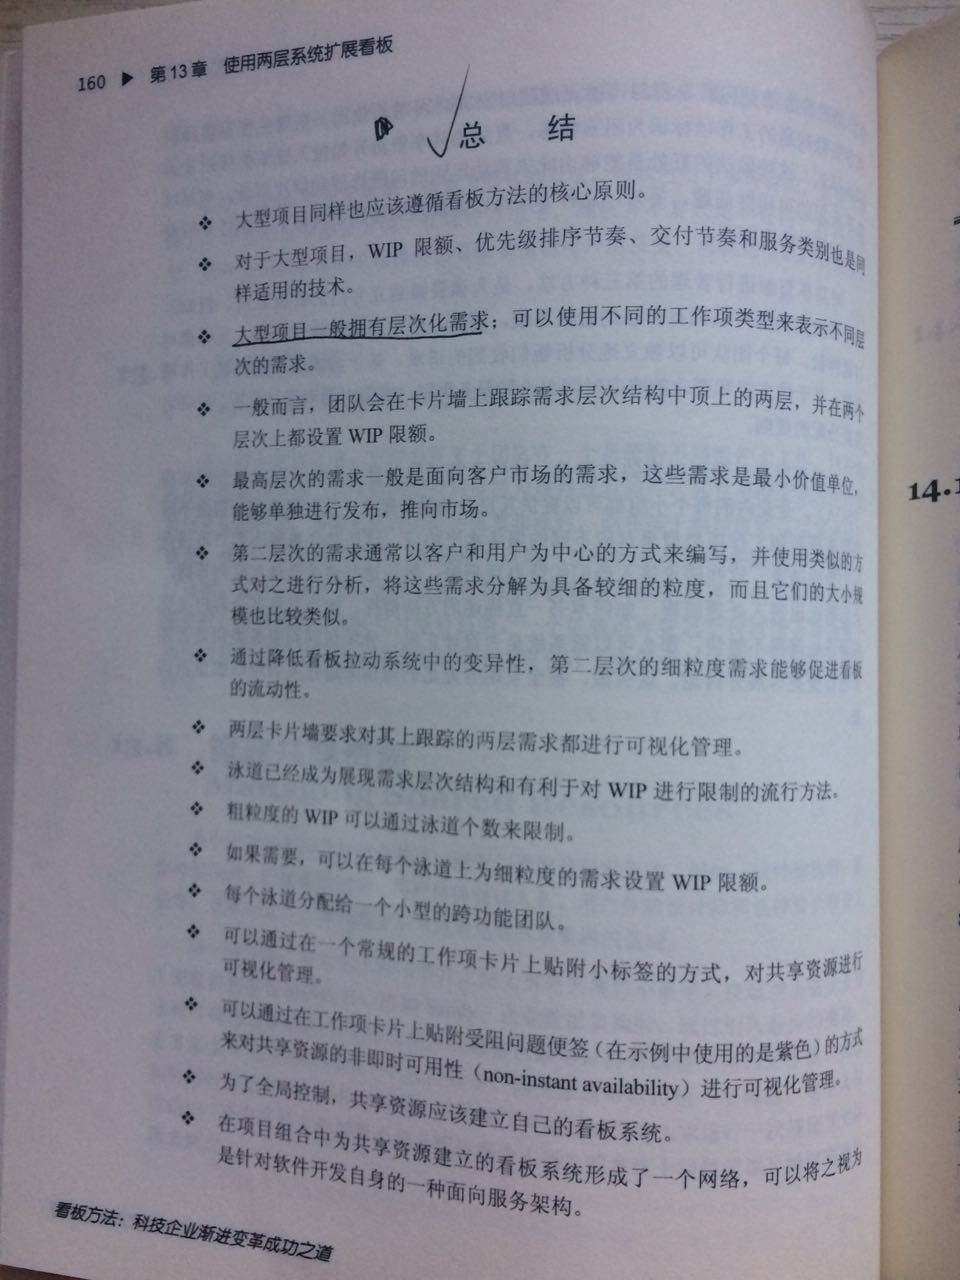 160 ▶ 第13章 使用两层系统扩展看板
总 结
❖ 大型项目同样也应该遵循看板方法的核心原则。
❖ 对于大型项目，WIP 限额、优先级排序节奏、交付节奏和服务类别也是同
样适用的技术。
❖ 大型项目一般拥有层次化需求；可以使用不同的工作项类型来表示不同层
次的需求。
❖ 一般而言，团队会在卡片墙上跟踪需求层次结构中顶上的两层，并在两个
层次上都设置 WIP 限额。
❖ 最高层次的需求一般是面向客户市场的需求，这些需求是最小价值单位，
能够单独进行发布，推向市场。
❖ 第二层次的需求通常以客户和用户为中心的方式来编写，并使用类似的方
式对之进行分析，将这些需求分解为具备较细的粒度，而且它们的大小规
模也比较类似。
❖ 通过降低看板拉动系统中的变异性，第二层次的细粒度需求能够促进看板
的流动性。
❖ 两层卡片墙要求对其上跟踪的两层需求都进行可视化管理。
❖ 泳道已经成为展现需求层次结构和有利于对 WIP 进行限制的流行方法。
❖ 粗粒度的 WIP 可以通过泳道个数来限制。
❖ 如果需要，可以在每个泳道上为细粒度的需求设置 WIP 限额。
❖ 每个泳道分配给一个小型的跨功能团队。
❖ 可以通过在一个常规的工作项卡片上贴附小标签的方式，对共享资源进行
可视化管理。
❖ 可以通过在工作项卡片上贴附受阻问题便签（在示例中使用的是紫色）的方式
来对共享资源的非即时可用性（non-instant availability）进行可视化管理。
❖ 为了全局控制，共享资源应该建立自己的看板系统。
❖ 在项目组合中为共享资源建立的看板系统形成了一个网络，可以将之视为
是针对软件开发自身的一种面向服务架构。
看板方法：科技企业渐进变革成功之道